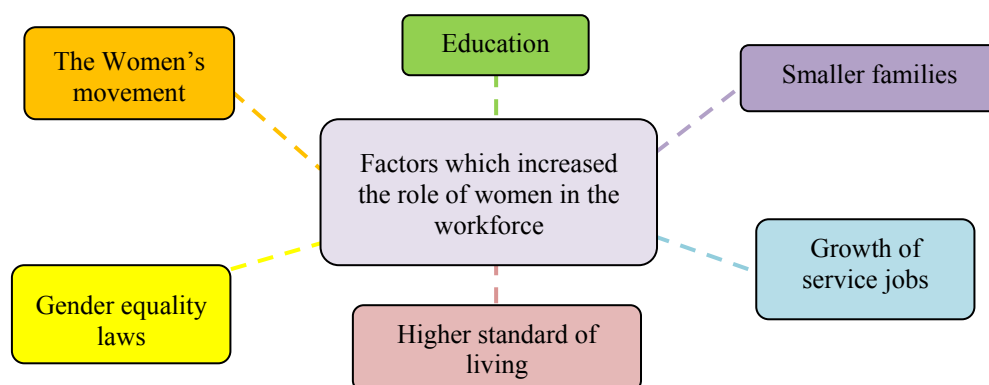 The Women’s
movement
Education
Smaller families
Factors which increased
the role of women in the
workforce
Gender equality
laws
Higher standard of
living
Growth of
service jobs